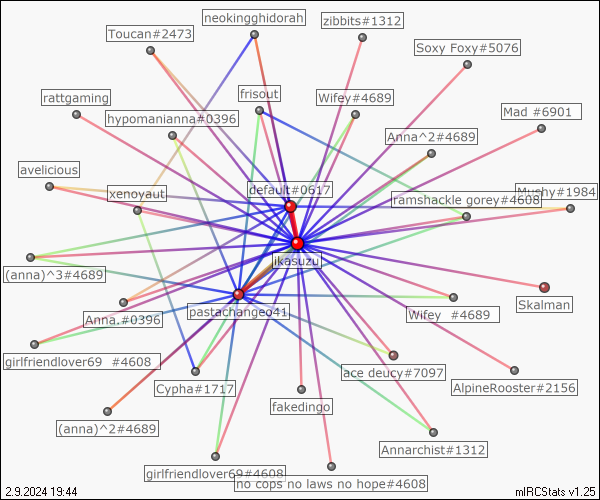 neokingghidorah
zibbits#1312
Toucan#2473
Soxy Foxy#5076
rattgaming
frisout
Wifey#4689
Mad #6901
hypomanianna#0396
Anna^2#4689
avelicious
xenoyaut
default#0617
Mushy#1984
ramshackle gorey#4608
ikasuzu
(anna)^3#4689
Skalman
Anna.#0396
pastachangeo41
Wifey #4689
girlfriendlover69 #4608
ace deucy#7097
Cypha#1717
AlpineRooster#2156
fakedingo
(anna)^2#4689
Annarchist#1312
girlfriendlover69#4608
no cops no laws no hope#4608
2.9.2024 19:44
mIRCStats v1.25